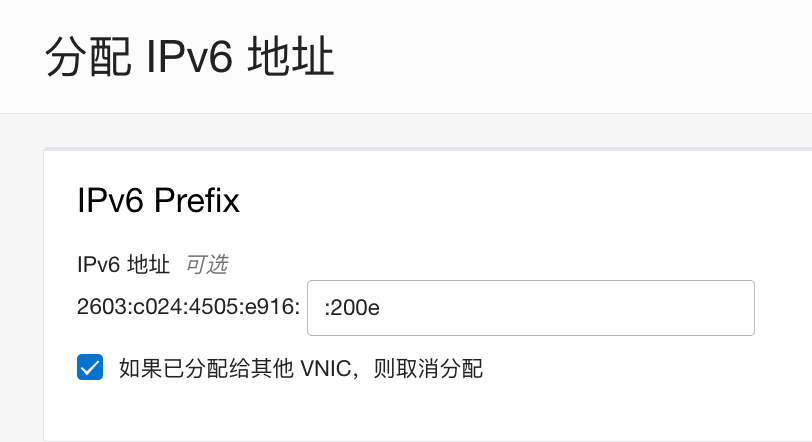 分配 IPv6 地址
IPv6 Prefix
IPv6 地址 可选
2603:c024:4505:e916: :200e
如果已分配给其他 VNIC，则取消分配